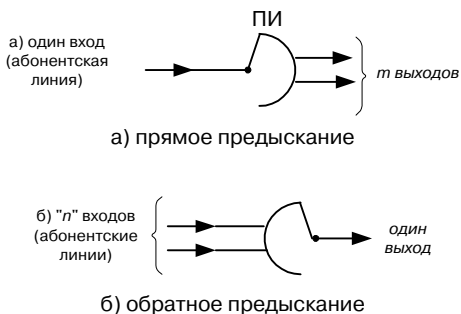 ПИ
а) один вход
(абонентская
линия)
m выходов
а) прямое предыскание
б) "n" входов
(абонентские
линии)
один
выход
б) обратное предыскание